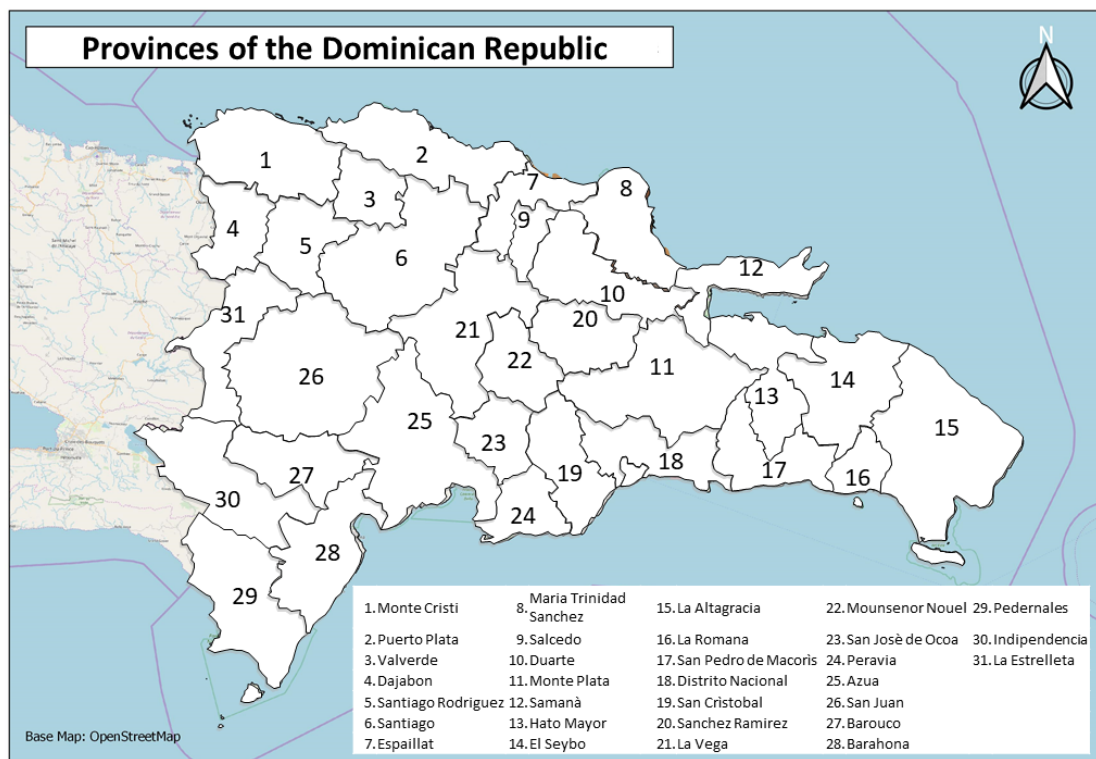 Provinces of the Dominican Republic
N
1
2
3
4
5
6
7
8
9
10
11
12
13
14
15
16
17
18
19
20
21
22
23
24
25
26
27
28
29
30
31
1. Monte Cristi
2. Puerto Plata
3. Valverde
4. Dajabon
5. Santiago Rodriguez
6. Santiago
7. Espaillat
8. Maria Trinidad
Sanchez
9. Salcedo
10. Duarte
11. Monte Plata
12. Samanà
13. Hato Mayor
14. El Seybo
15. La Altagracia
16. La Romana
17. San Pedro de Macorìs
18. Distrito Nacional
19. San Crìstobal
20. Sanchez Ramirez
21. La Vega
22. Mounsenor Nouel
23. San Josè de Ocoa
24. Peravia
25. Azua
26. San Juan
27. Barouco
28. Barahona
29. Pedernales
30. Indipendencia
31. La Estrelleta
Base Map: OpenStreetMap